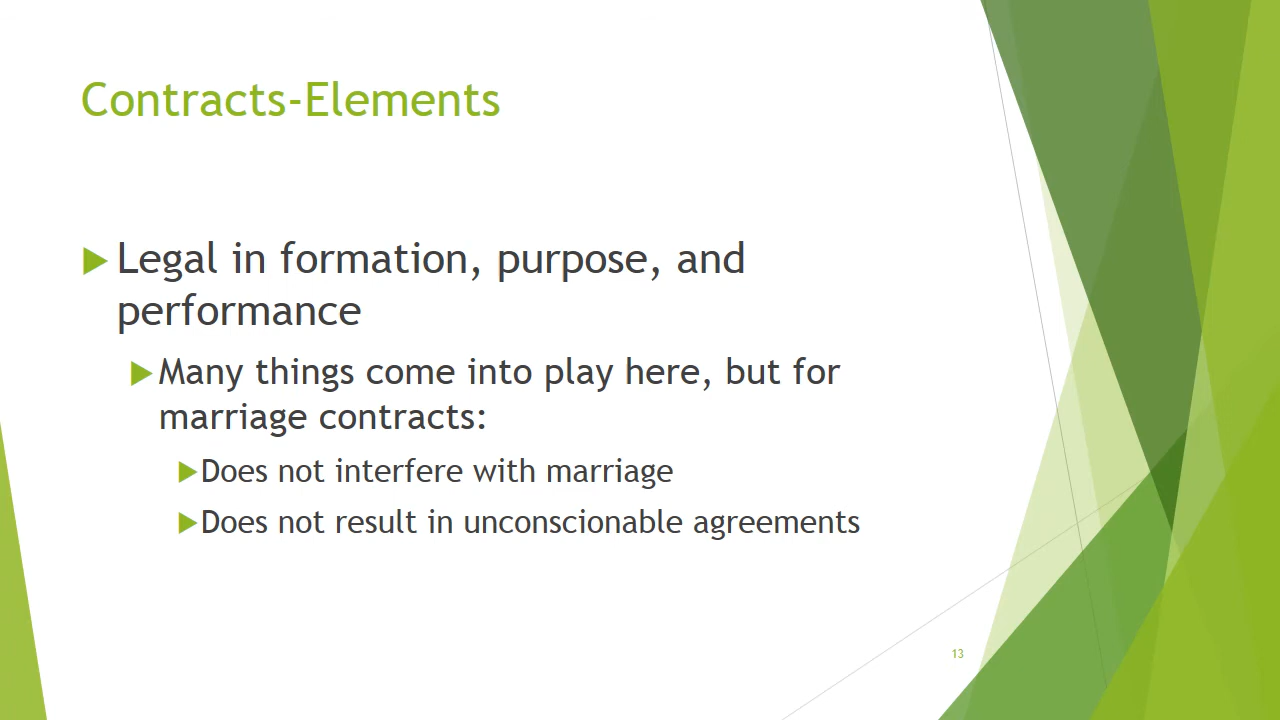 Contracts-Elements
Legal in formation, purpose, and
performance
Many things come into play here, but for
marriage contracts:
Does not interfere with marriage
Does not result in unconscionable agreements
13